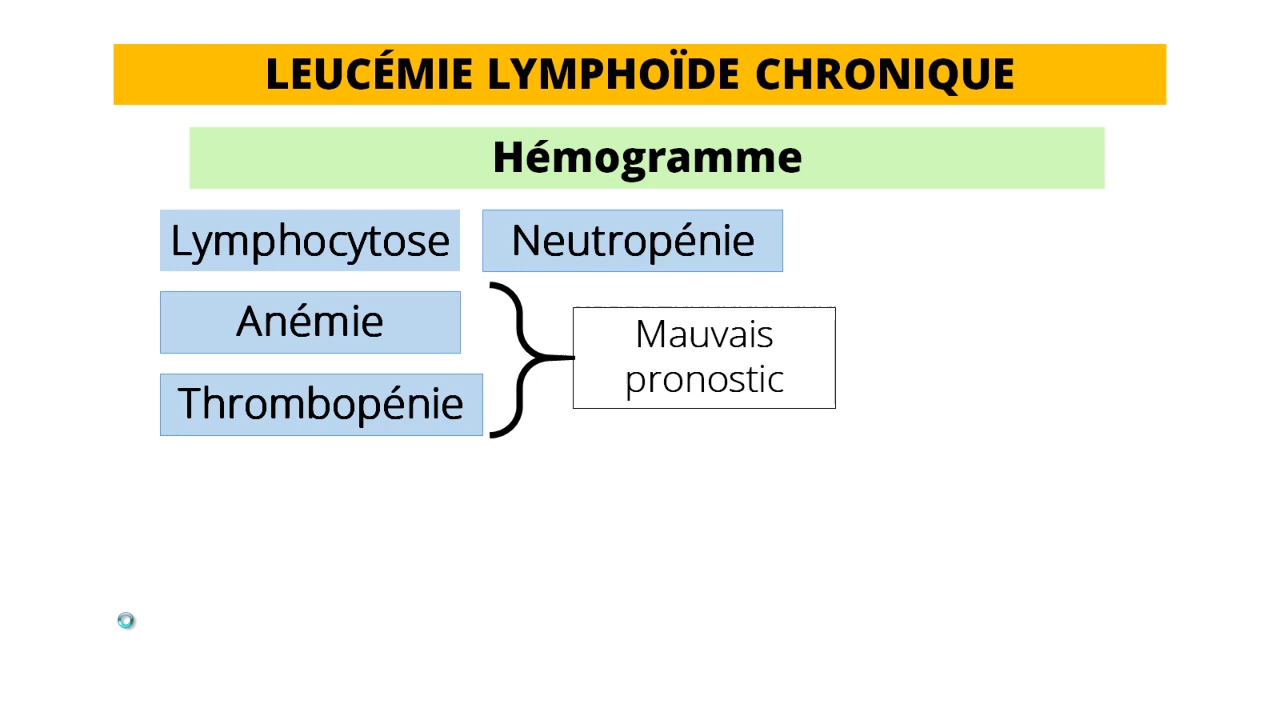 LEUCÉMIE LYMPHOÏDE CHRONIQUE
Hémogramme
Lymphocytose
Neutropénie
Anémie
Thrombopénie
Mauvais
pronostic